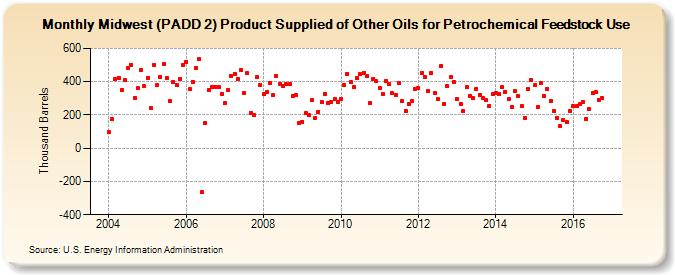 Monthly Midwest (PADD 2) Product Supplied of Other Oils for Petrochemical Feedstock Use
Thousand Barrels
600
400
200
0
-200
-400
2004 2006 2008 2010 2012 2014 2016
Source: U.S. Energy Information Administration